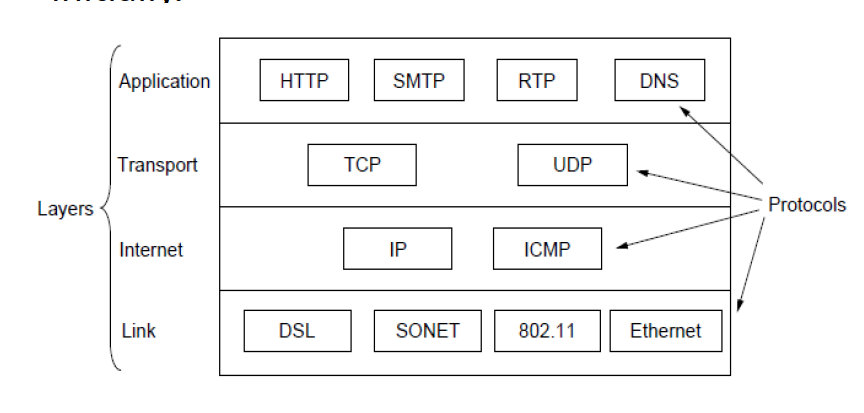 Application HTTP SMTP RTP DNS
Transport TCP UDP
Layers Protocols
Internet IP ICMP
Link DSL SONET 802.11 Ethernet